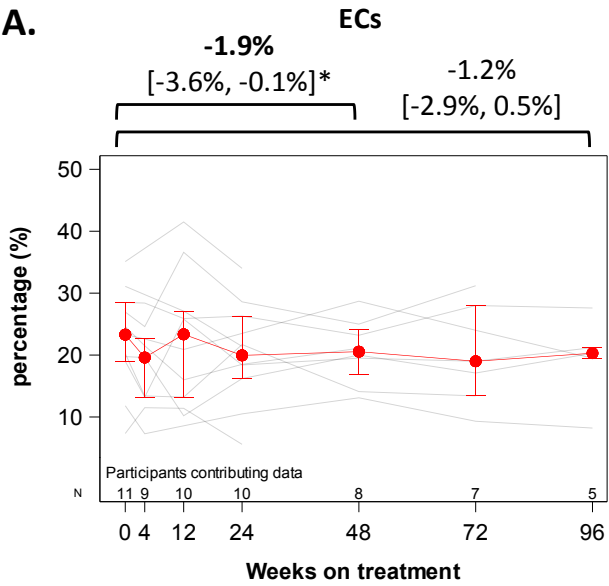 A.
ECs
-1.9%
[-3.6%, -0.1%]*
-1.2%
[-2.9%, 0.5%]
percentage (%)
50
40
30
20
10
Participants contributing data
N 11 9 10 10 8 7 5
0 4 12 24 48 72 96
Weeks on treatment